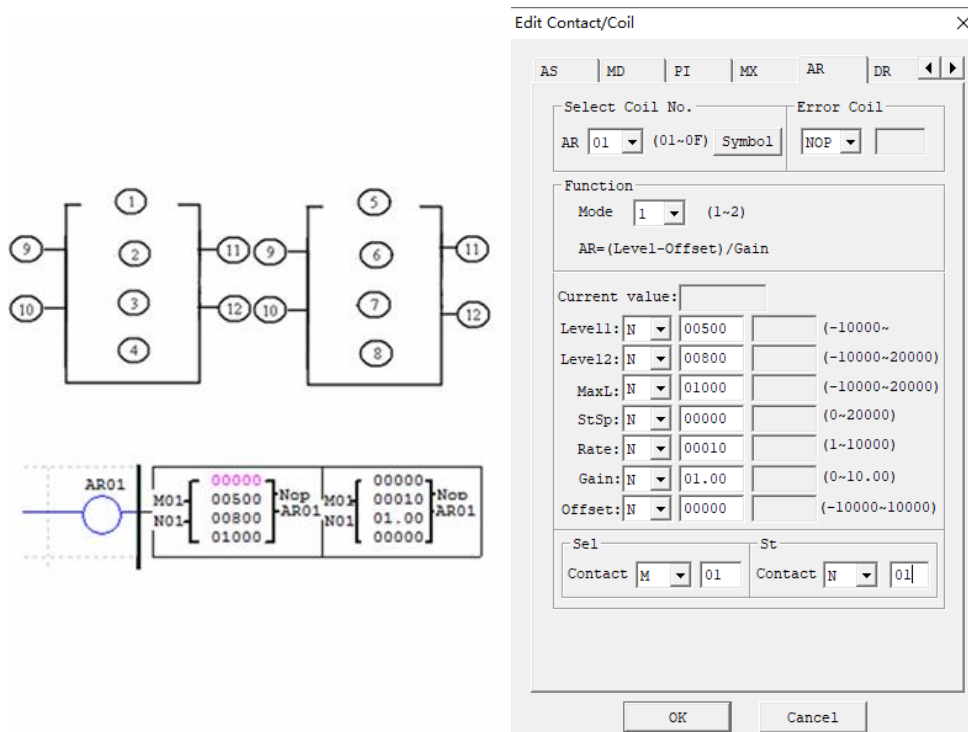 Edit Contact/Coil
AS MD PI MX AR DR
Select Coil No.
AR 01 (01~0F) Symbol
Error Coil
NOP
Function
Mode 1 (1~2)
AR=(Level-Offset)/Gain
Current value:
Level1: N 00500 (-10000~
Level2: N 00800 (-10000~20000)
MaxL: N 01000 (-10000~20000)
StSp: N 00000 (0~20000)
Rate: N 00010 (1~10000)
Gain: N 01.00 (0~10.00)
Offset: N 00000 (-10000~10000)
Sel
Contact M 01
St
Contact N 01
OK Cancel
1 5
9 2 11 9 6 11
10 3 12 10 7 12
4 8
AR01
00000 00000
M01 00500 Nop M01 00010 Nop
N01 00800 AR01 N01 01.00 AR01
01000 00000